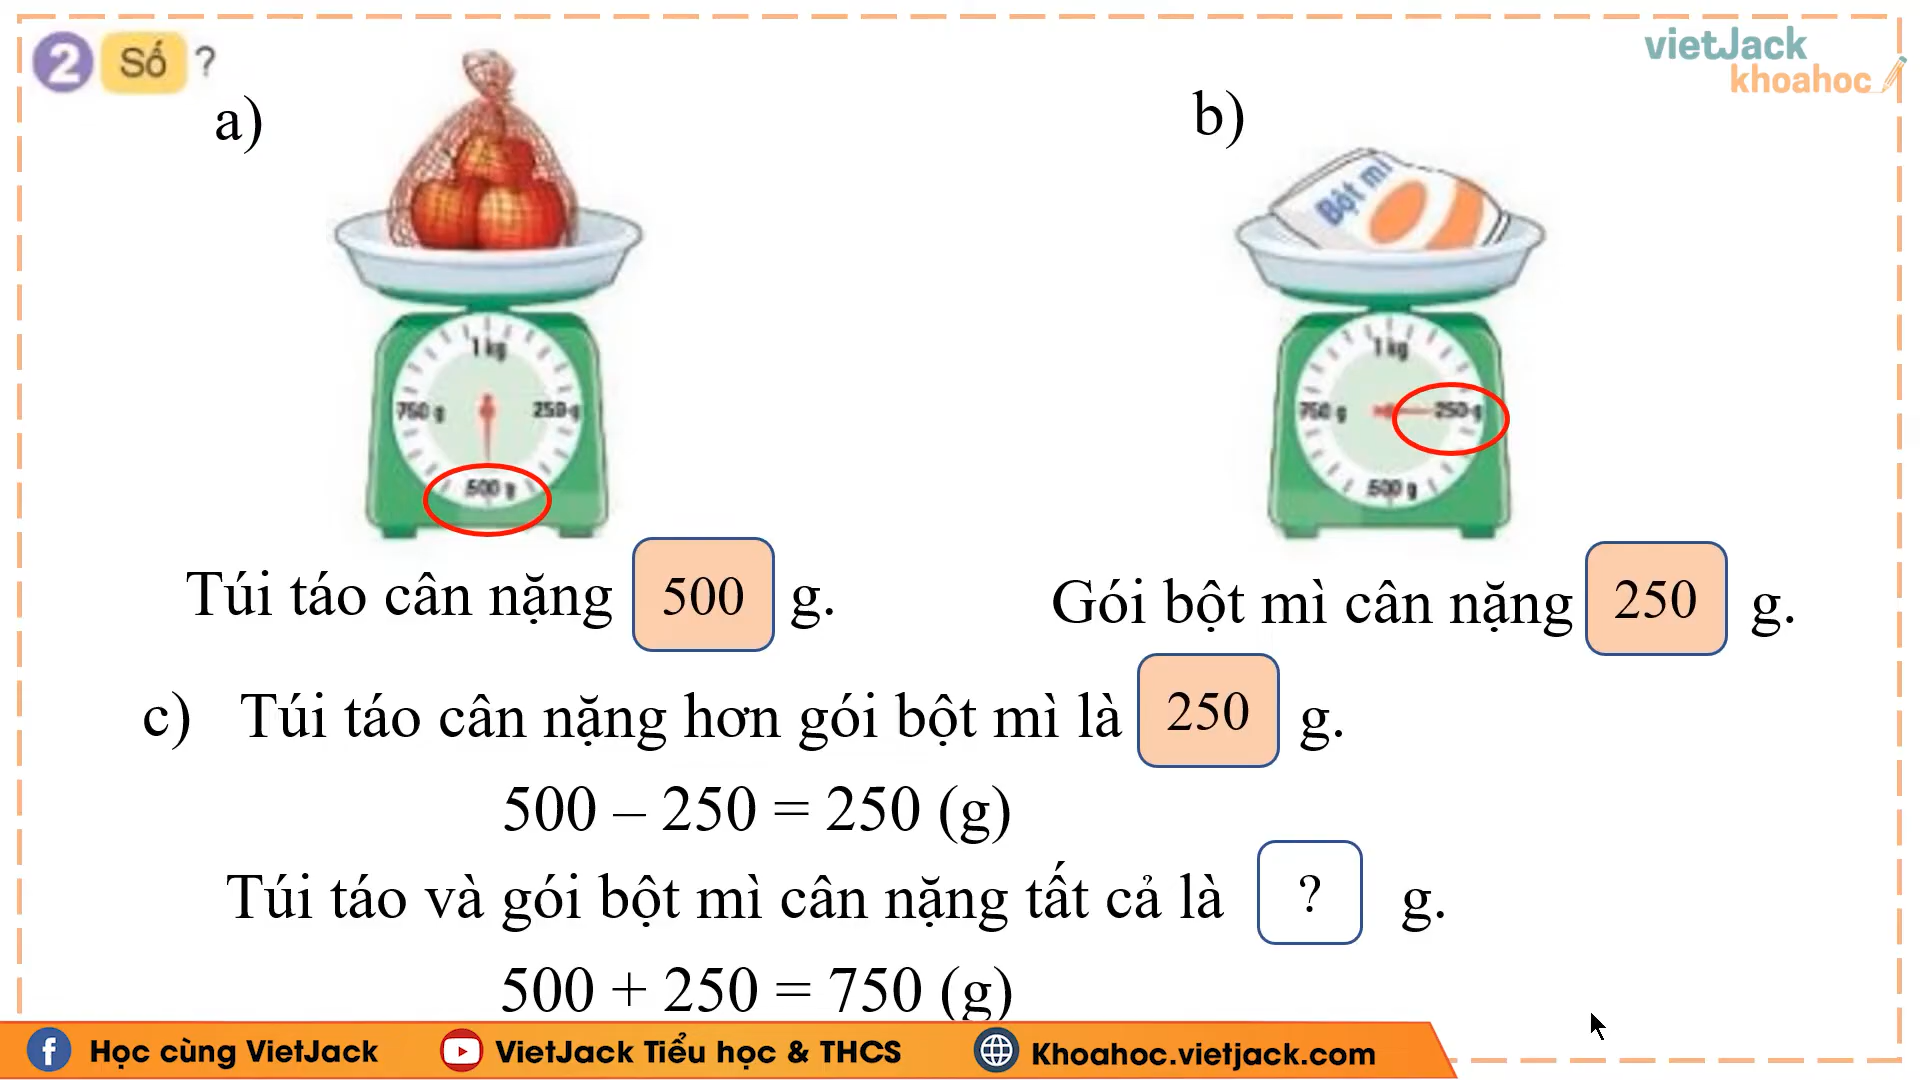 2 Số ?
vietJack
khoahoc
a)
b)
Bột mì
1 kg
750 g
250 g
500 g
1 kg
750 g
250 g
500 g
Túi táo cân nặng 500 g.
Gói bột mì cân nặng 250 g.
c) Túi táo cân nặng hơn gói bột mì là 250 g.
500 – 250 = 250 (g)
Túi táo và gói bột mì cân nặng tất cả là ? g.
500 + 250 = 750 (g)
Học cùng VietJack
VietJack Tiểu học & THCS
Khoahoc.vietjack.com